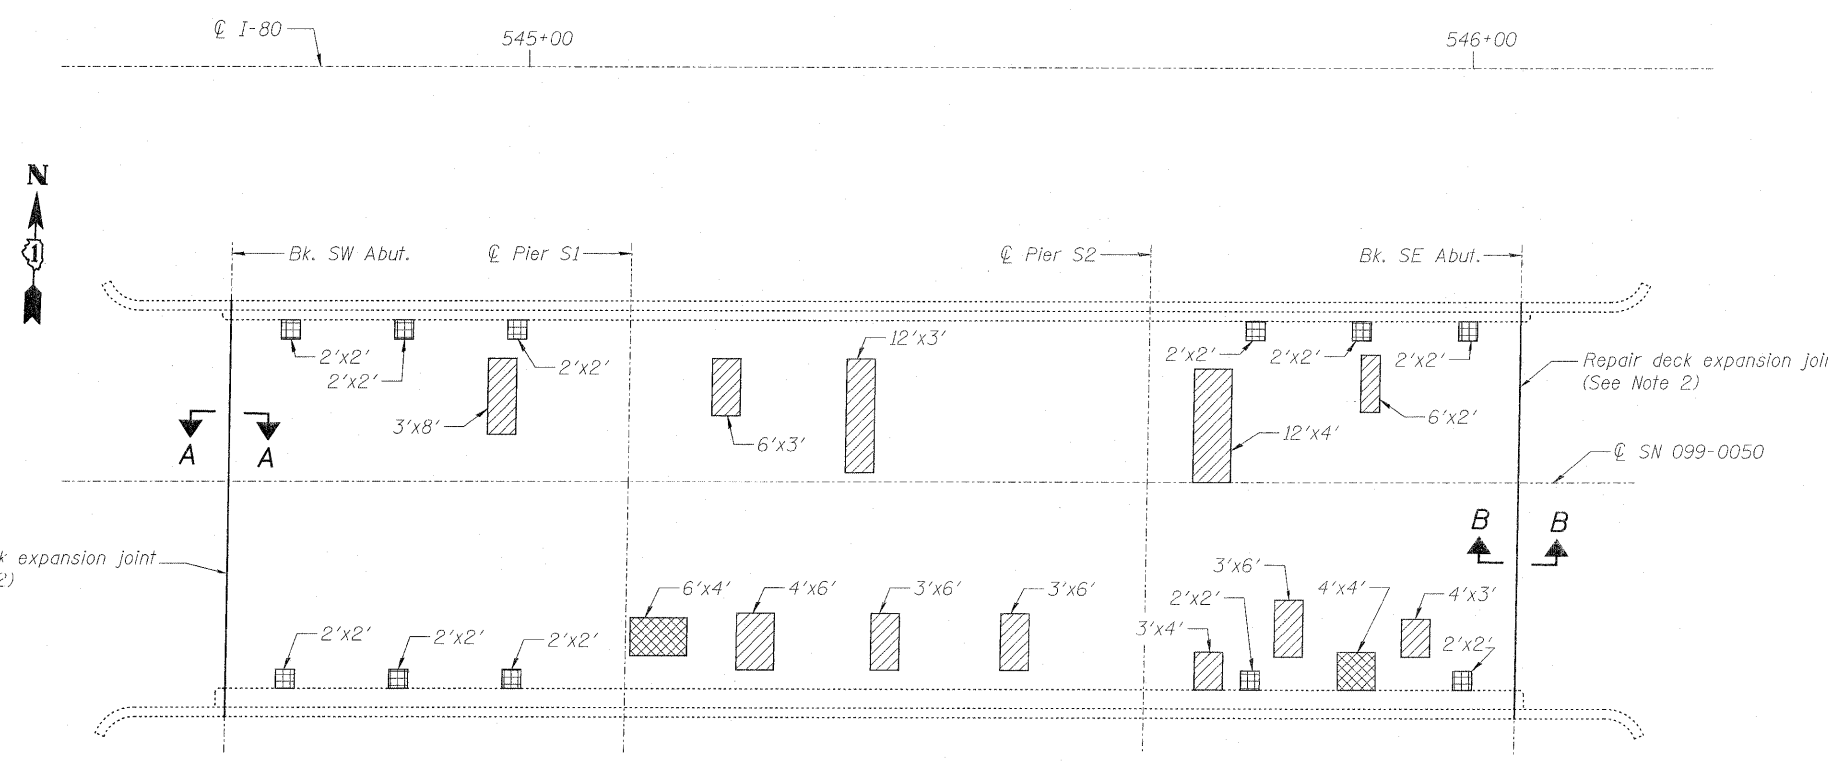 ℄ I-80
545+00
546+00
N
1
Bk. SW Abut.
℄ Pier S1
℄ Pier S2
Bk. SE Abut.
2'x2'
2'x2'
2'x2'
3'x8'
6'x3'
12'x3'
2'x2'
2'x2'
2'x2'
12'x4'
6'x2'
Repair deck expansion
(See Note 2)
A
A
℄ SN 099-0050
B
B
expansion joint
2)
2'x2'
2'x2'
2'x2'
6'x4'
4'x6'
3'x6'
3'x6'
3'x4'
2'x2'
3'x6'
4'x4'
4'x3'
2'x2'